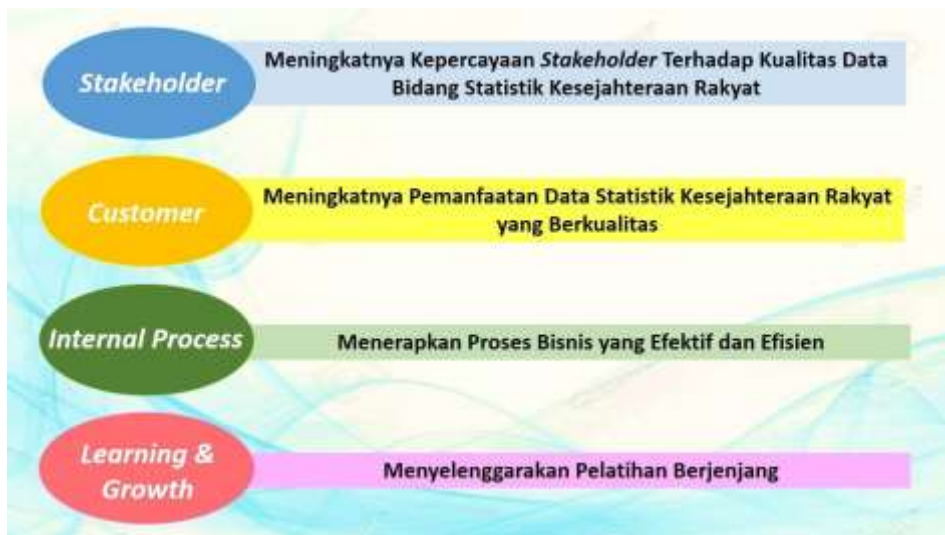 Stakeholder
Meningkatnya Kepercayaan Stakeholder Terhadap Kualitas Data
Bidang Statistik Kesejahteraan Rakyat
Customer
Meningkatnya Pemanfaatan Data Statistik Kesejahteraan Rakyat
yang Berkualitas
Internal Process
Menerapkan Proses Bisnis yang Efektif dan Efisien
Learning &
Growth
Menyelenggarakan Pelatihan Berjenjang